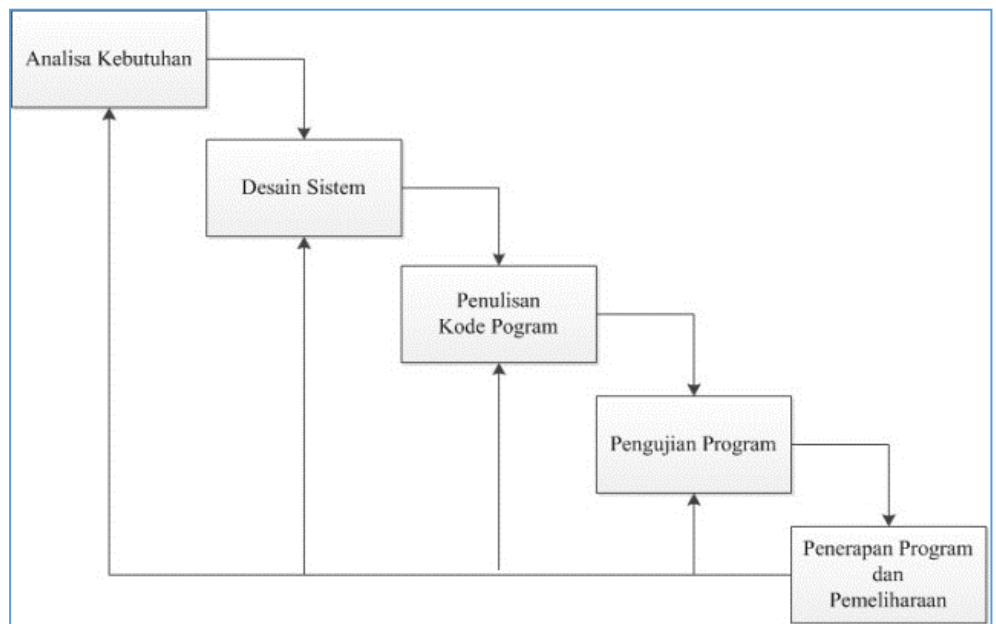 Analisa Kebutuhan
Desain Sistem
Penulisan
Kode Pogram
Pengujian Program
Penerapan Program
dan
Pemeliharaan